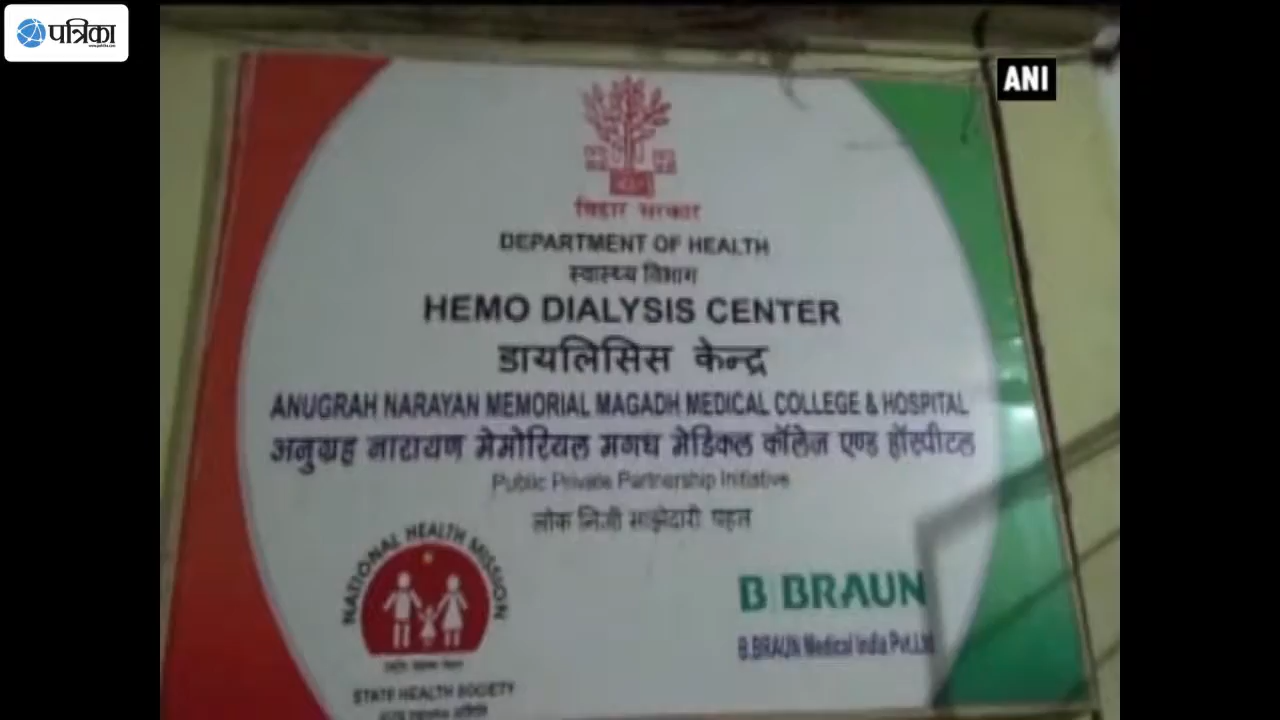 पत्रिका
ANI
बिहार सरकार
DEPARTMENT OF HEALTH
स्वास्थ्य विभाग
HEMO DIALYSIS CENTER
डायलिसिस केन्द्र
ANUGRAH NARAYAN MEMORIAL MAGADH MEDICAL COLLEGE & HOSPITAL
अनुग्रह नारायण मेमोरियल मगध मेडिकल कॉलेज एण्ड हॉस्पीटल
Public Private Partnership Initiative
लोक निजी साझेदारी पहल
NATIONAL HEALTH MISSION
B BRAUN
B.BRAUN Medical India Pvt.Lt
STATE HEALTH SOCIETY